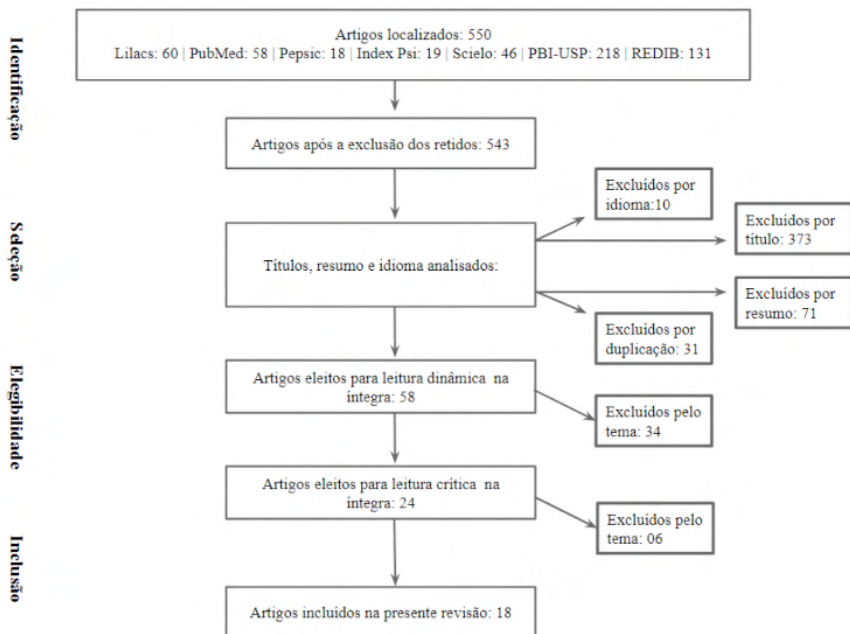 Identificação
Artigos localizados: 550
Lilacs: 60 | PubMed: 58 | Pepsic: 18 | Index Psi: 19 | Scielo: 46 | PBI-USP: 218 | REDIB: 131
Artigos após a exclusão dos retidos: 543
Seleção
Títulos, resumo e idioma analisados:
Excluídos por
idioma:10
Excluídos por
título: 373
Excluídos por
resumo: 71
Excluídos por
duplicação: 31
Elegibilidade
Artigos eleitos para leitura dinâmica na
íntegra: 58
Excluídos pelo
tema: 34
Artigos eleitos para leitura crítica na
íntegra: 24
Excluídos pelo
tema: 06
Inclusão
Artigos incluídos na presente revisão: 18